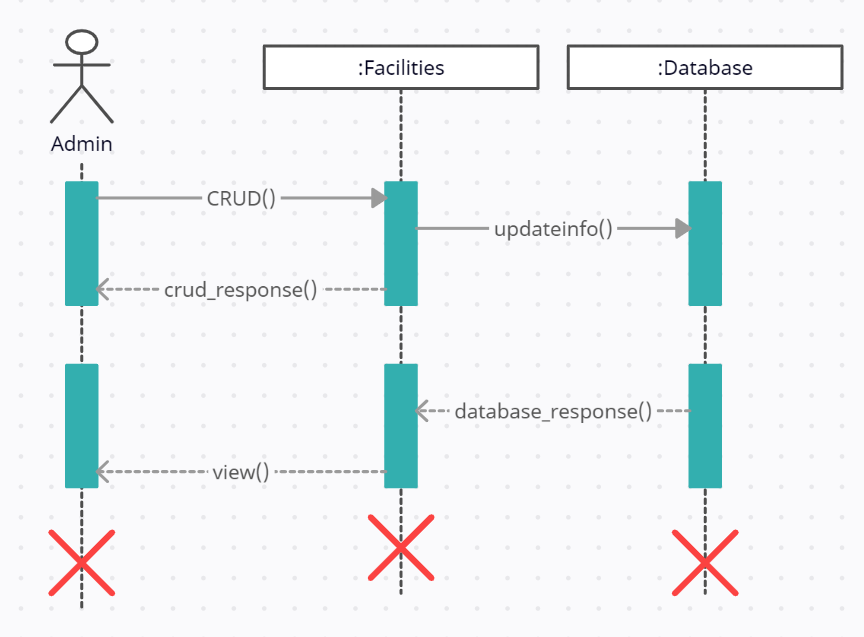 :Facilities
:Database
Admin
CRUD()
updateinfo()
crud_response()
database_response()
view()